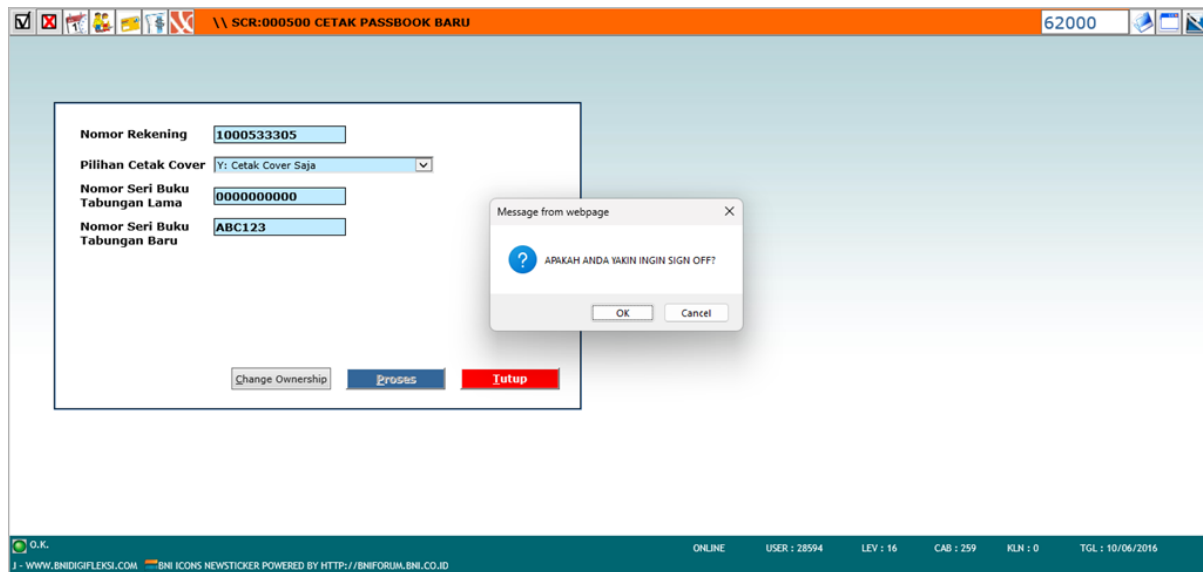 \\ SCR:000500 CETAK PASSBOOK BARU
62000
Nomor Rekening 1000533305
Pilihan Cetak Cover Y: Cetak Cover Saja
Nomor Seri Buku
Tabungan Lama 0000000000
Nomor Seri Buku
Tabungan Baru ABC123
Message from webpage
APAKAH ANDA YAKIN INGIN SIGN OFF?
OK Cancel
Change Ownership Proses Tutup
O.K. ONLINE USER : 28594 LEV : 16 CAB : 259 KLN : 0 TGL : 10/06/2016
J - WWW.BNIDIGIFLEKSI.COM BNI ICONS NEWSTICKER POWERED BY HTTP://BNIFORUM.BNI.CO.ID